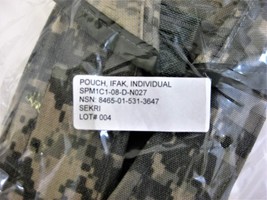 POUCH, IFAK, INDIVIDUAL
SPM1C1-08-D-N027
NSN: 8465-01-531-3647
SEKRI
LOT# 004